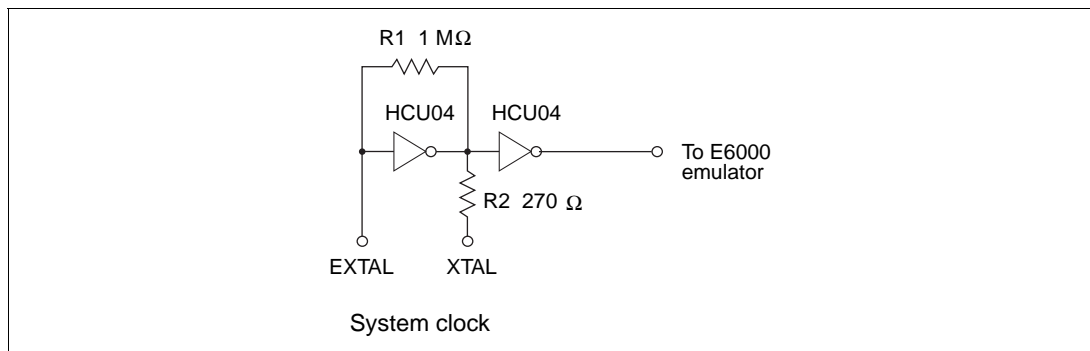 R1 1 MΩ
HCU04 HCU04
To E6000
emulator
R2 270 Ω
EXTAL XTAL
System clock